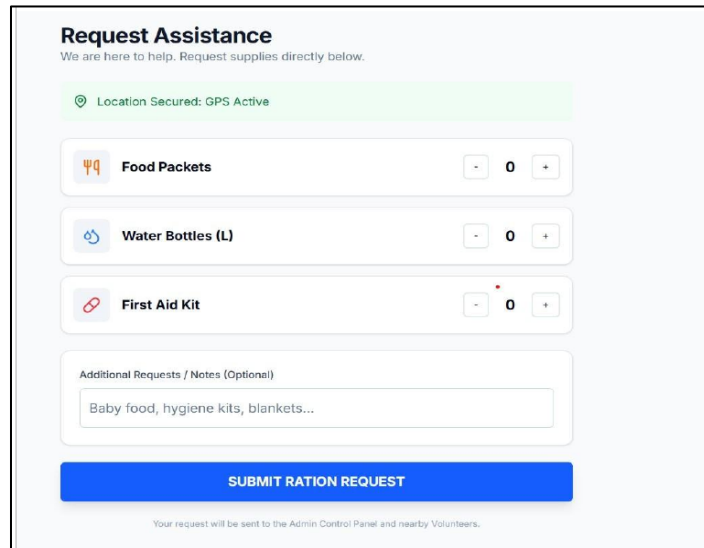 Request Assistance
We are here to help. Request supplies directly below.
Location Secured: GPS Active
Food Packets - 0 +
Water Bottles (L) - 0 +
First Aid Kit - 0 +
Additional Requests / Notes (Optional)
Baby food, hygiene kits, blankets...
SUBMIT RATION REQUEST
Your request will be sent to the Admin Control Panel and nearby Volunteers.